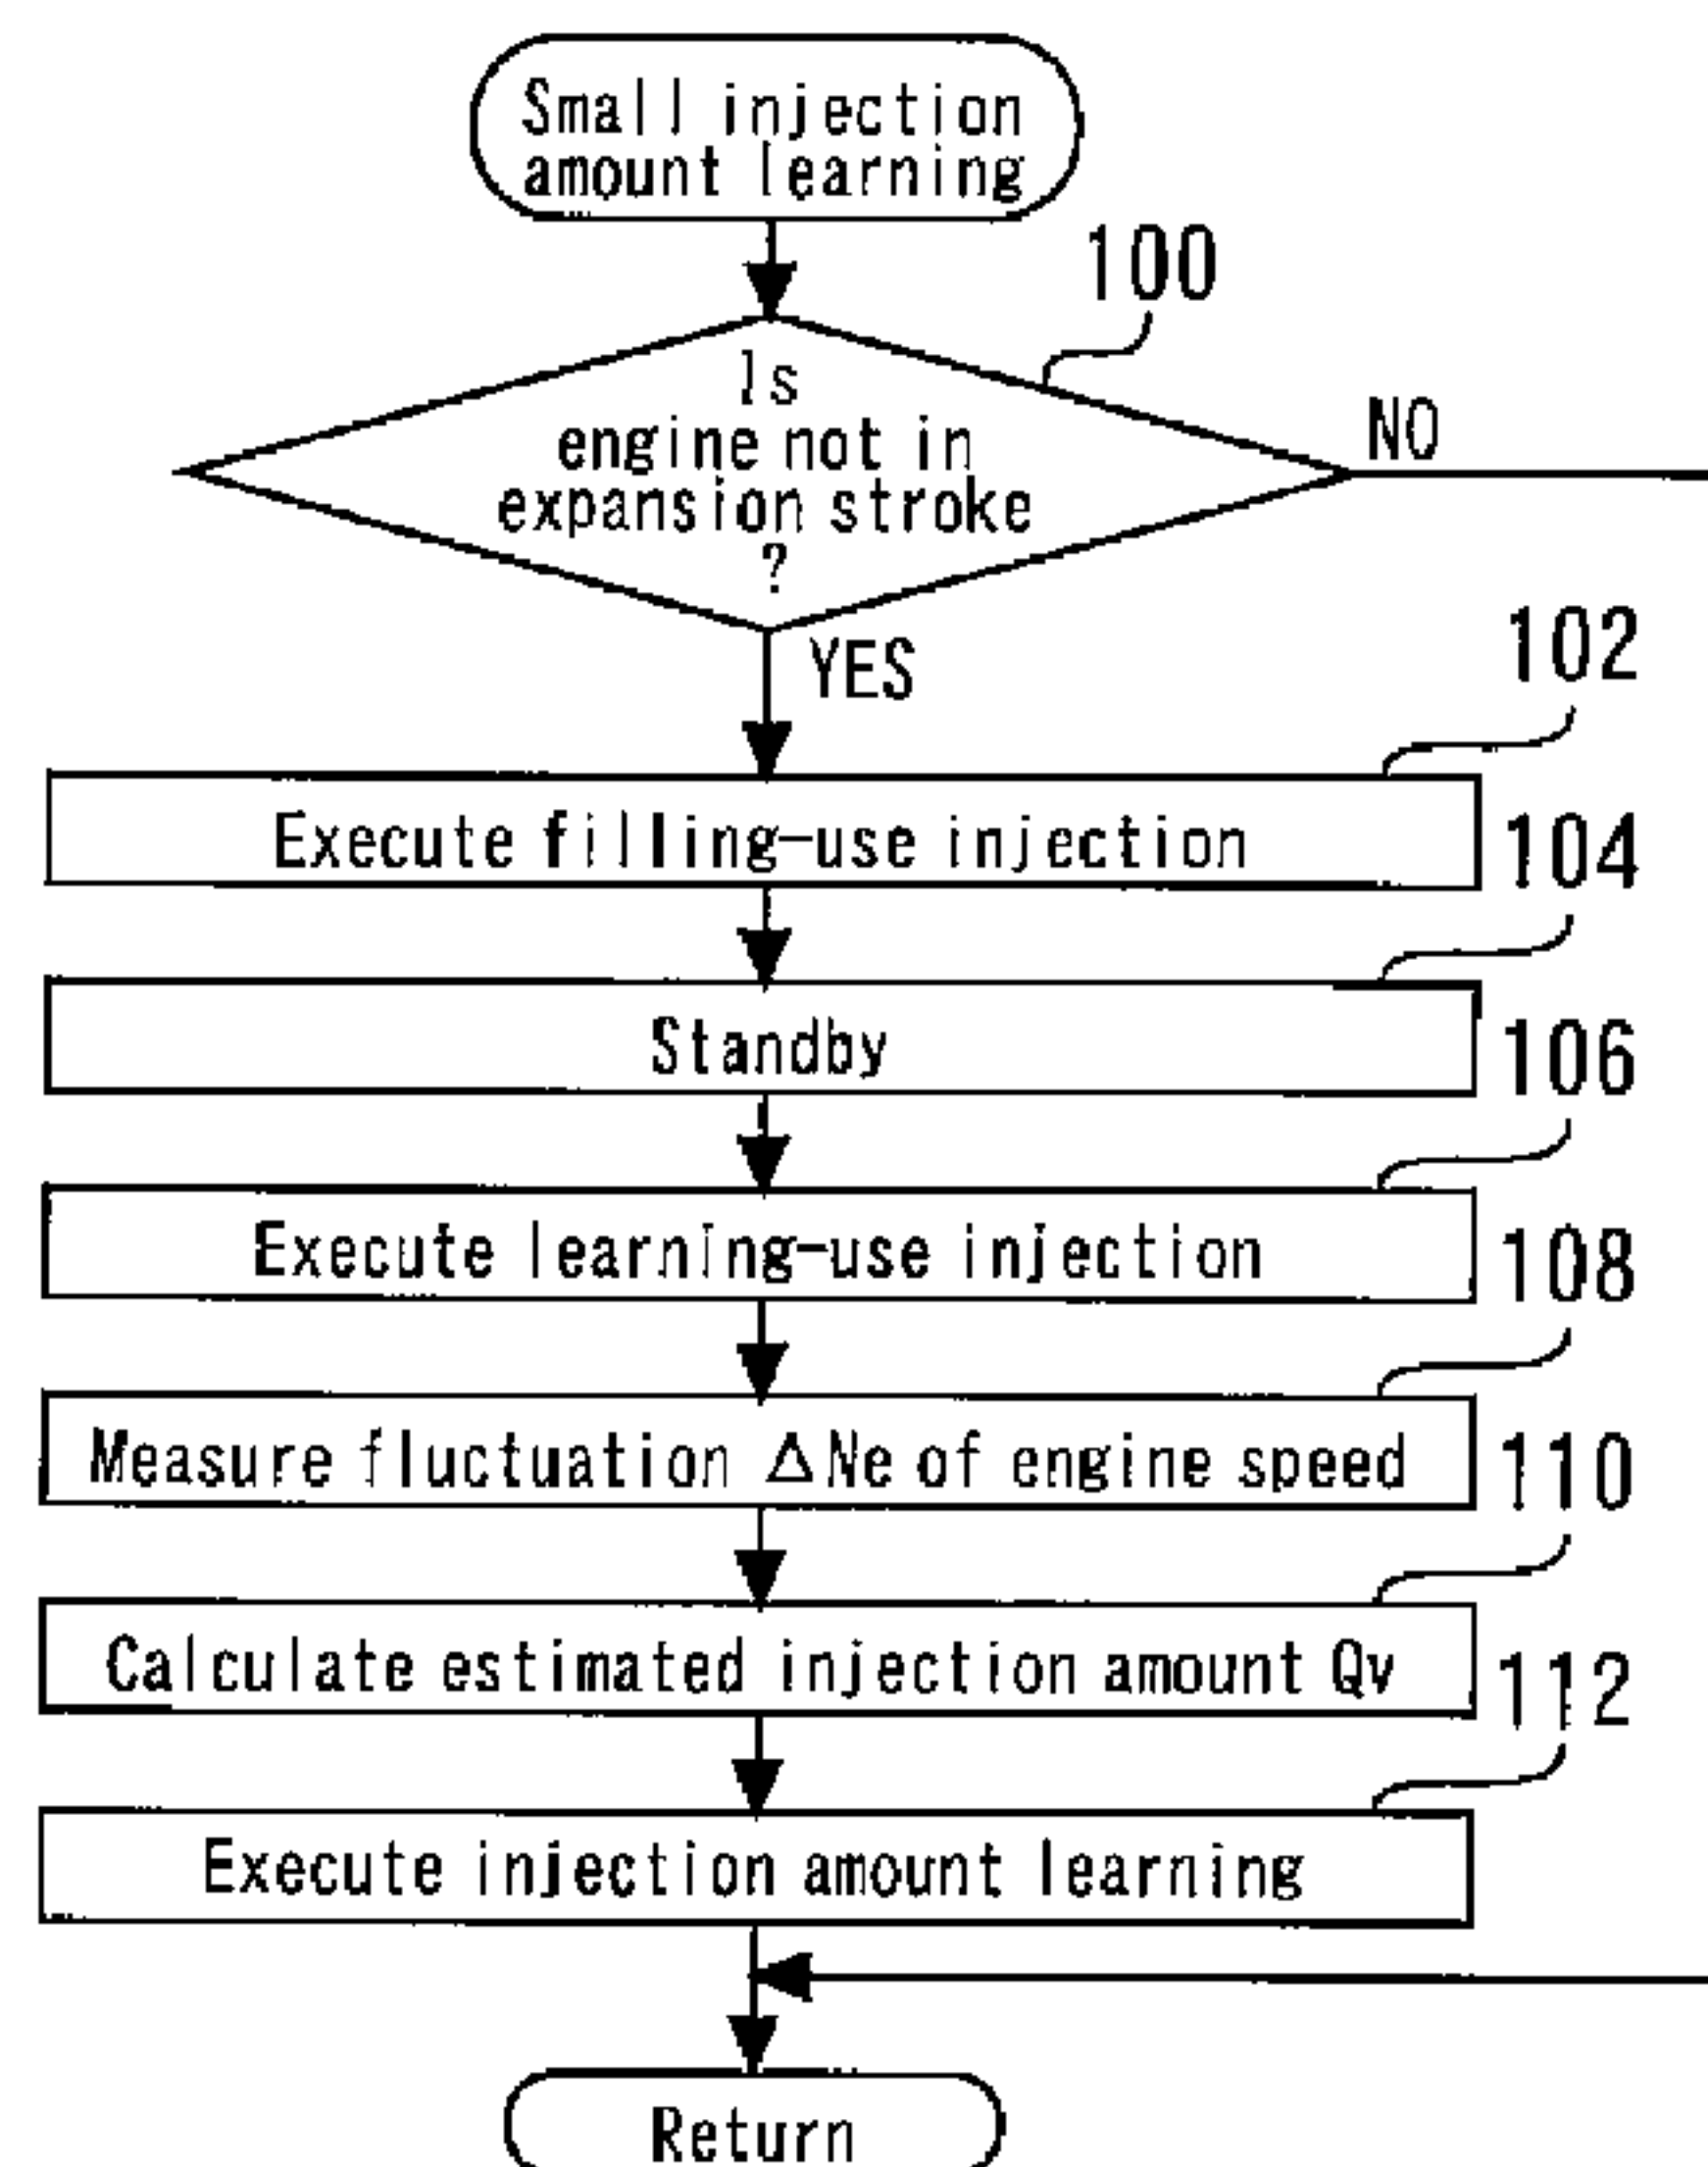 Small injection
amount learning
100
Is
engine not in
expansion stroke
?
NO
YES
102
Execute filling-use injection
104
Standby
106
Execute learning-use injection
108
Measure fluctuation ΔNe of engine speed
110
Calculate estimated injection amount Qv
112
Execute injection amount learning
Return